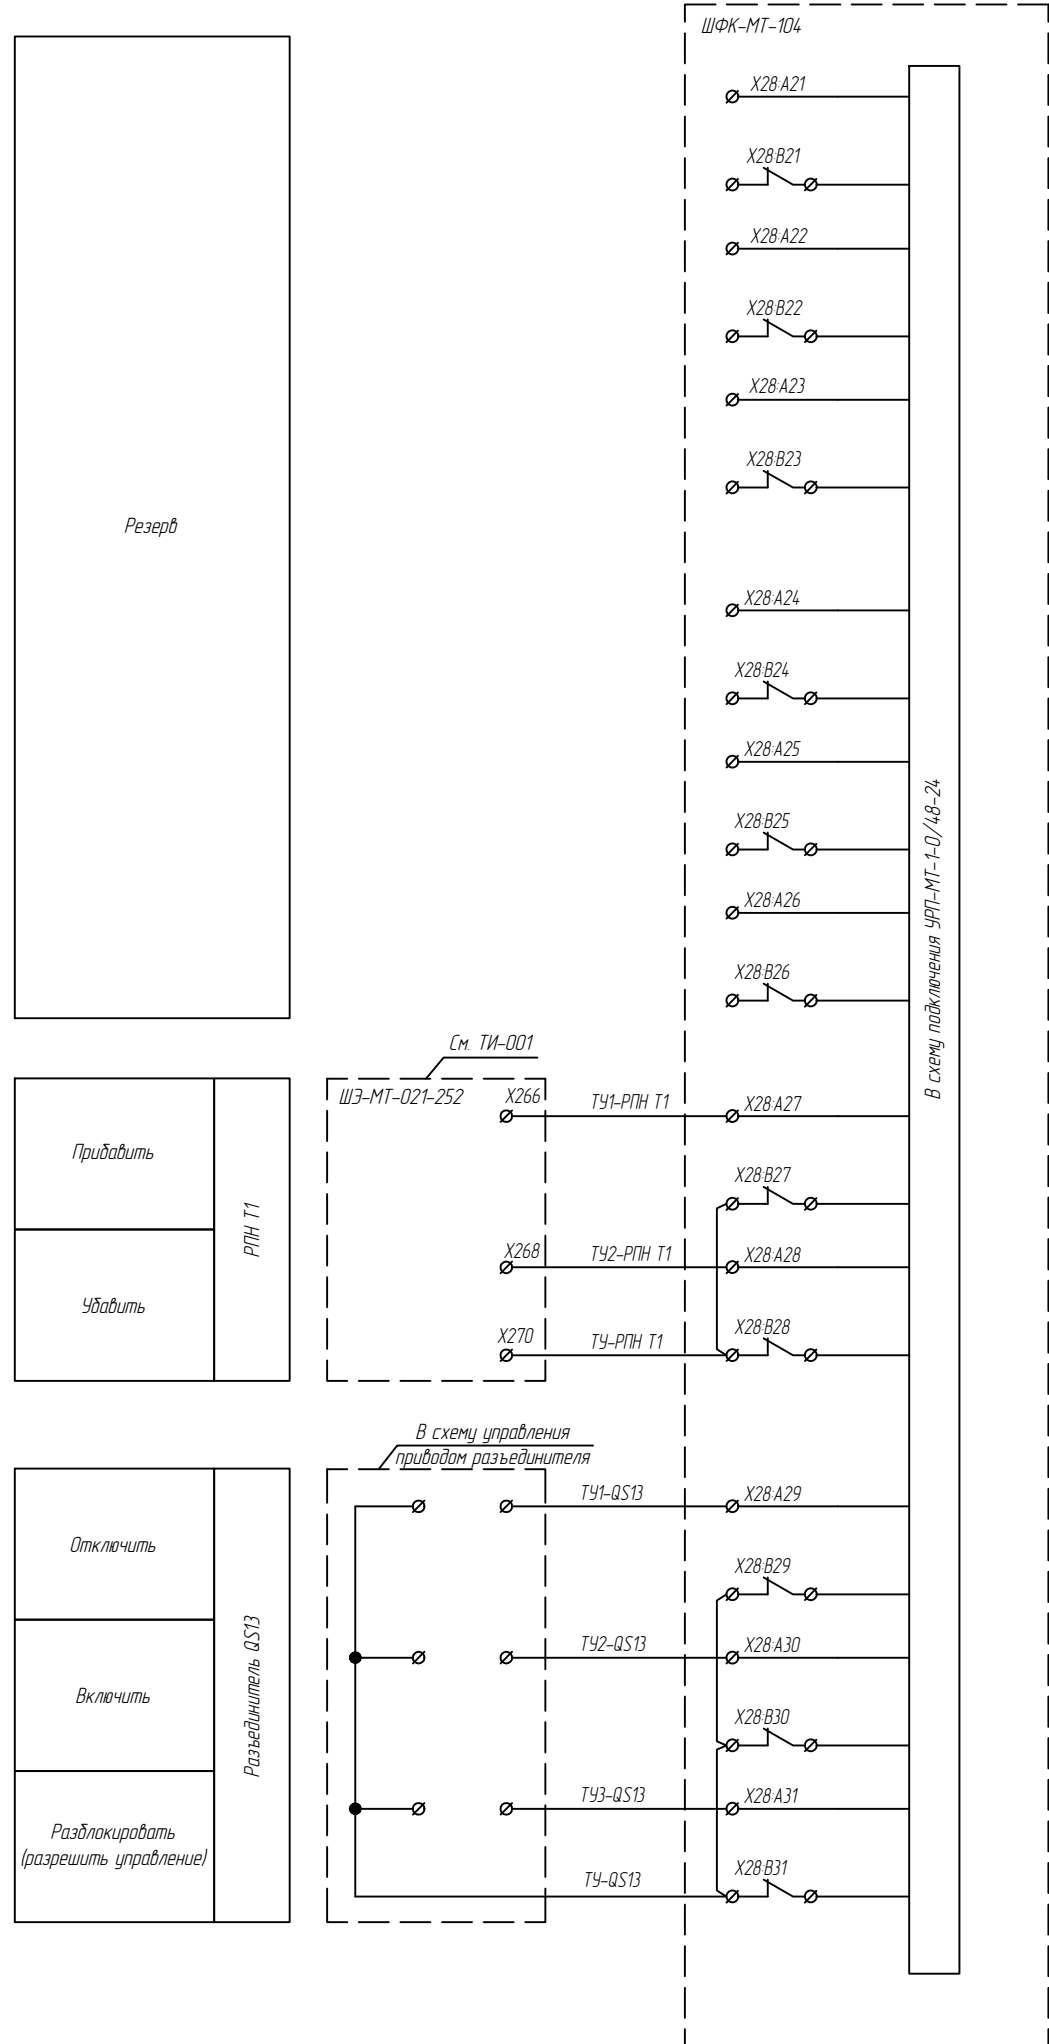 ШФК-МТ-104
X28:A21
X28:B21
X28:A22
X28:B22
X28:A23
X28:B23
Резерв
X28:A24
X28:B24
X28:A25
X28:B25
X28:A26
X28:B26
В схему подключения УРП-МТ-1-0/48-24
См. ТИ-001
ШЭ-МТ-021-252
X266
ТУ1-РПН Т1
X28:A27
Прибавить
X28:B27
РПН Т1
X268
ТУ2-РПН Т1
X28:A28
Убавить
X270
ТУ-РПН Т1
X28:B28
В схему управления
приводом разъединителя
ТУ1-QS13
X28:A29
Отключить
X28:B29
Разъединитель QS13
ТУ2-QS13
X28:A30
Включить
X28:B30
ТУ3-QS13
X28:A31
Разблокировать
(разрешить управление)
ТУ-QS13
X28:B31